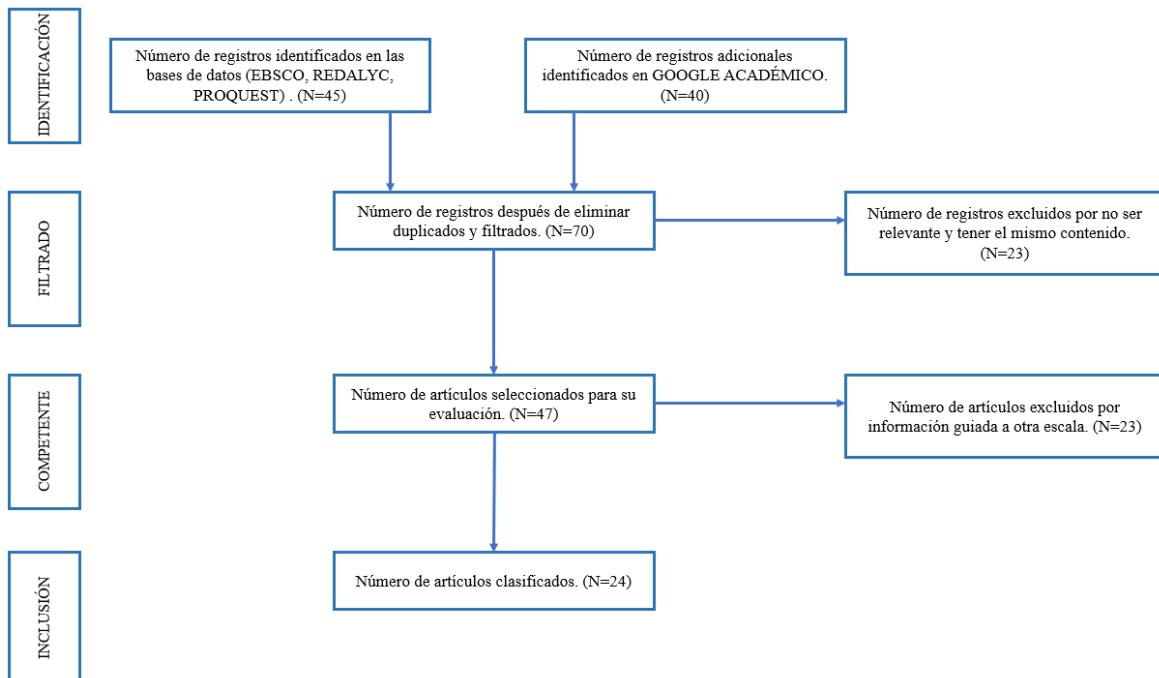 IDENTIFICACIÓN
Número de registros identificados en las
bases de datos (EBSCO, REDALYC,
PROQUEST) . (N=45)
Número de registros adicionales
identificados en GOOGLE ACADÉMICO.
(N=40)
FILTRADO
Número de registros después de eliminar
duplicados y filtrados. (N=70)
Número de registros excluidos por no ser
relevante y tener el mismo contenido.
(N=23)
COMPETENTE
Número de artículos seleccionados para su
evaluación. (N=47)
Número de artículos excluidos por
información guiada a otra escala. (N=23)
INCLUSIÓN
Número de artículos clasificados. (N=24)